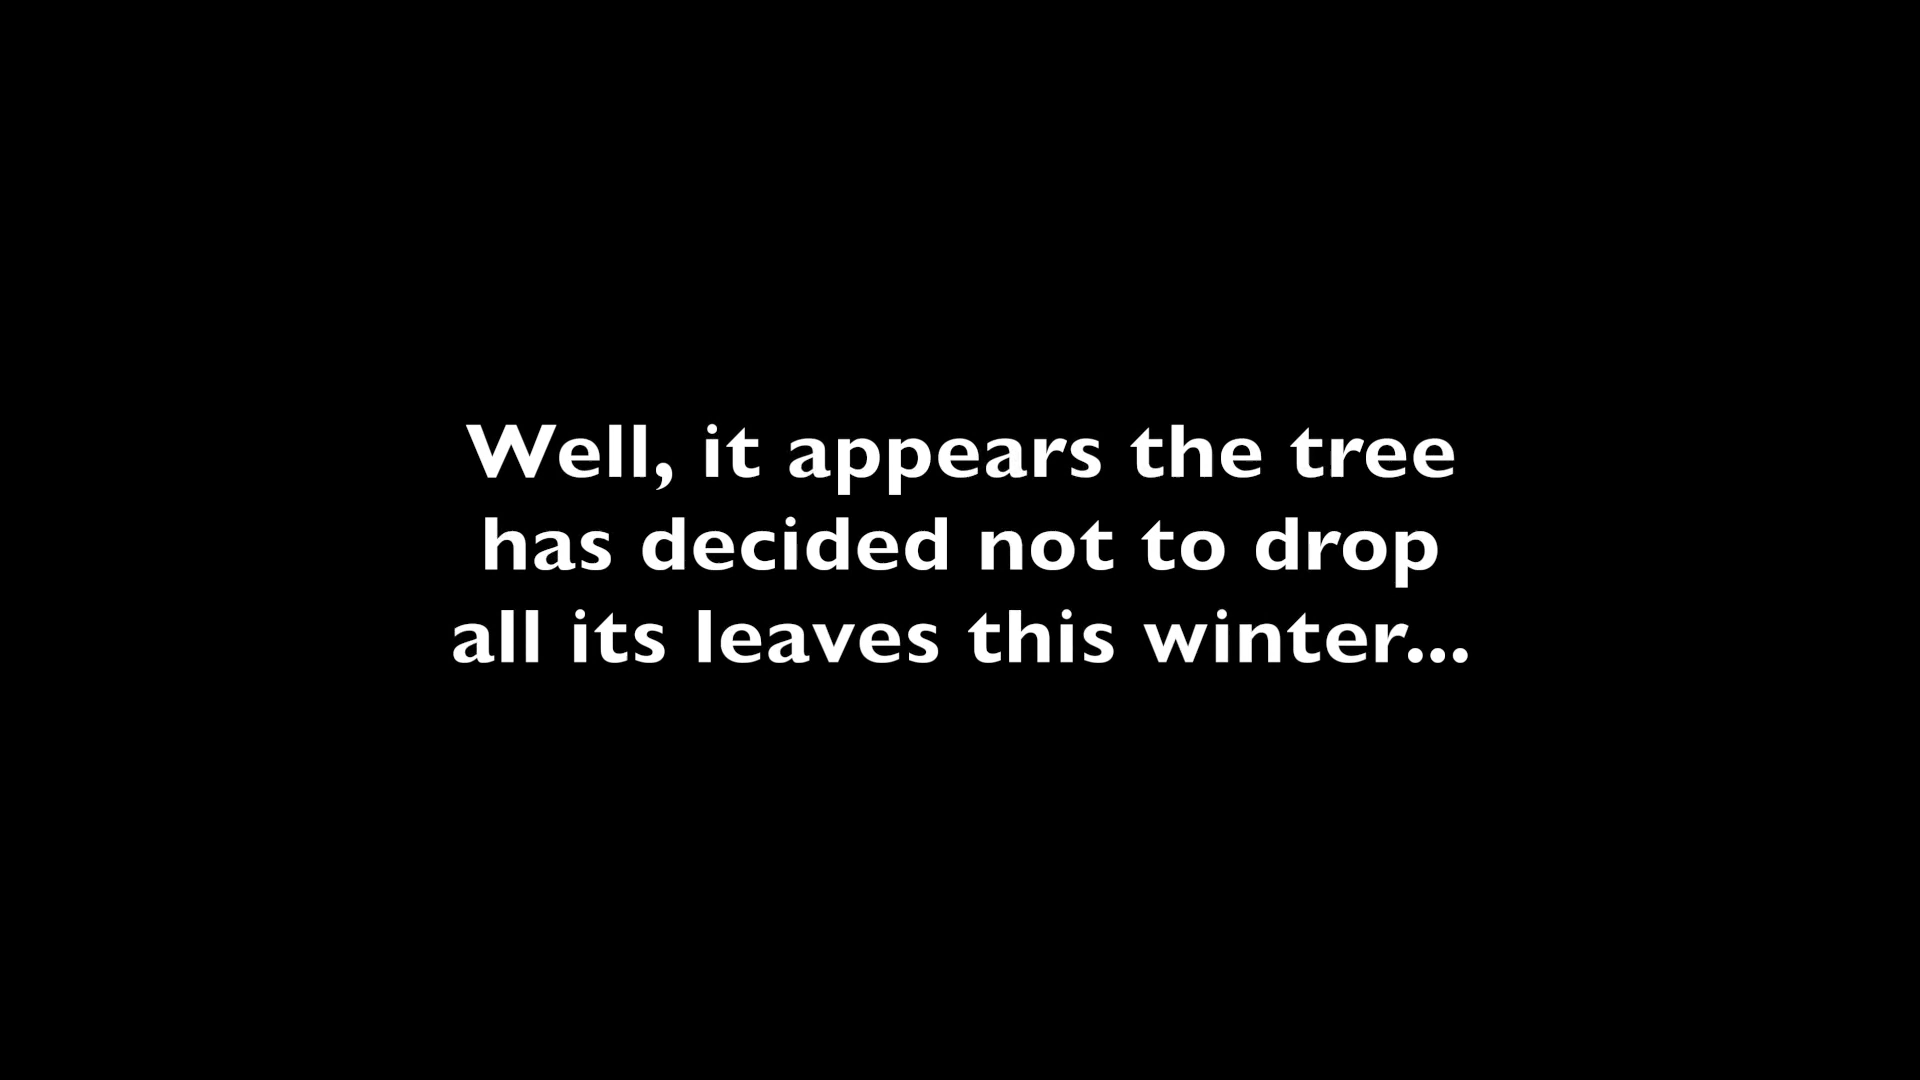 Well, it appears the tree
has decided not to drop
all its leaves this winter...